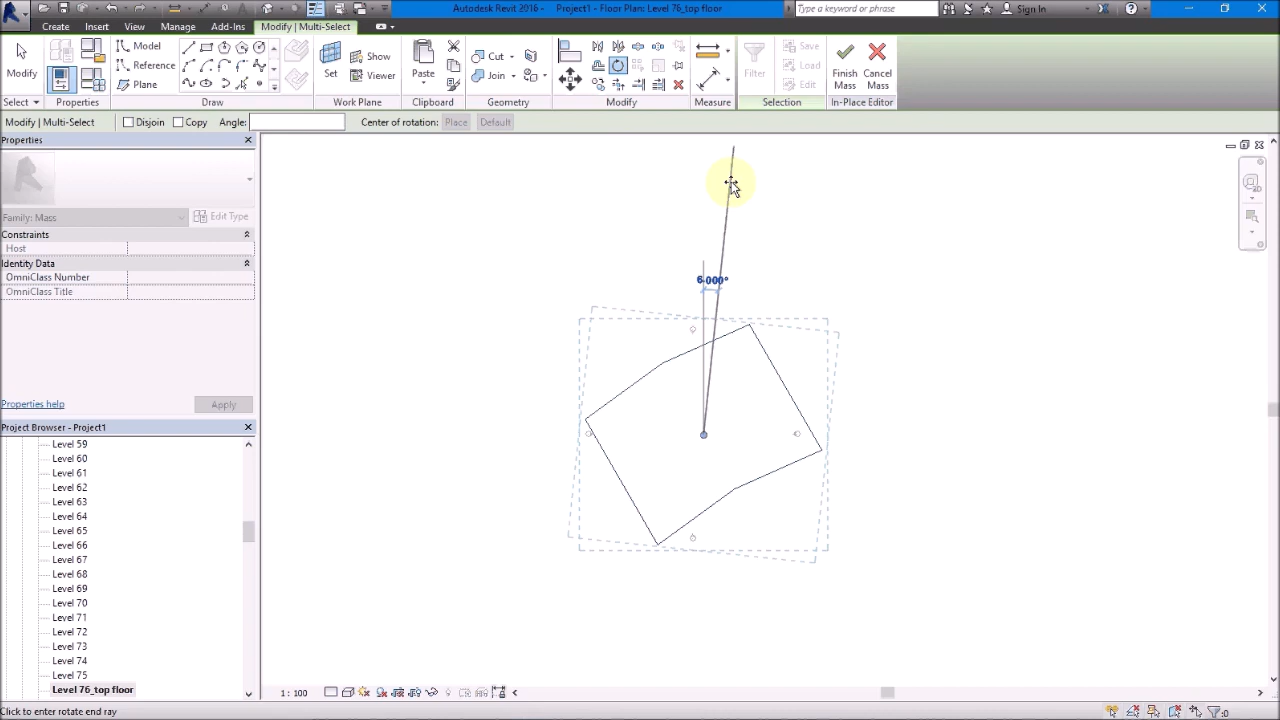 Autodesk Revit 2016 - Project1 - Floor Plan: Level 76_top floor
Type a keyword or phrase
Sign In
Create Insert View Manage Add-Ins Modify | Multi-Select
Modify
Model
Reference
Plane
Set
Show
Viewer
Paste
Cut
Join
Filter
Save
Load
Edit
Finish Mass
Cancel Mass
Select Properties Draw Work Plane Clipboard Geometry Modify Measure Selection In-Place Editor
Modify | Multi-Select Disjoin Copy Angle: Center of rotation: Place Default
Properties
Family: Mass Edit Type
Constraints
Host
Identity Data
OmniClass Number
OmniClass Title
Properties help Apply
Project Browser - Project1
Level 59
Level 60
Level 61
Level 62
Level 63
Level 64
Level 65
Level 66
Level 67
Level 68
Level 69
Level 70
Level 71
Level 72
Level 73
Level 74
Level 75
Level 76_top floor
6.000°
2D
1 : 100
Click to enter rotate end ray
:0